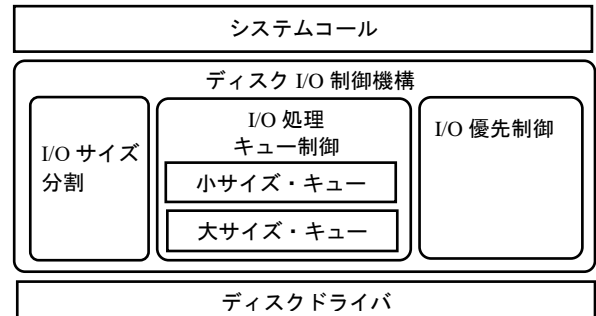 システムコール
ディスク I/O 制御機構
I/O サイズ
分割
I/O 処理
キュー制御
小サイズ・キュー
大サイズ・キュー
I/O 優先制御
ディスクドライバ